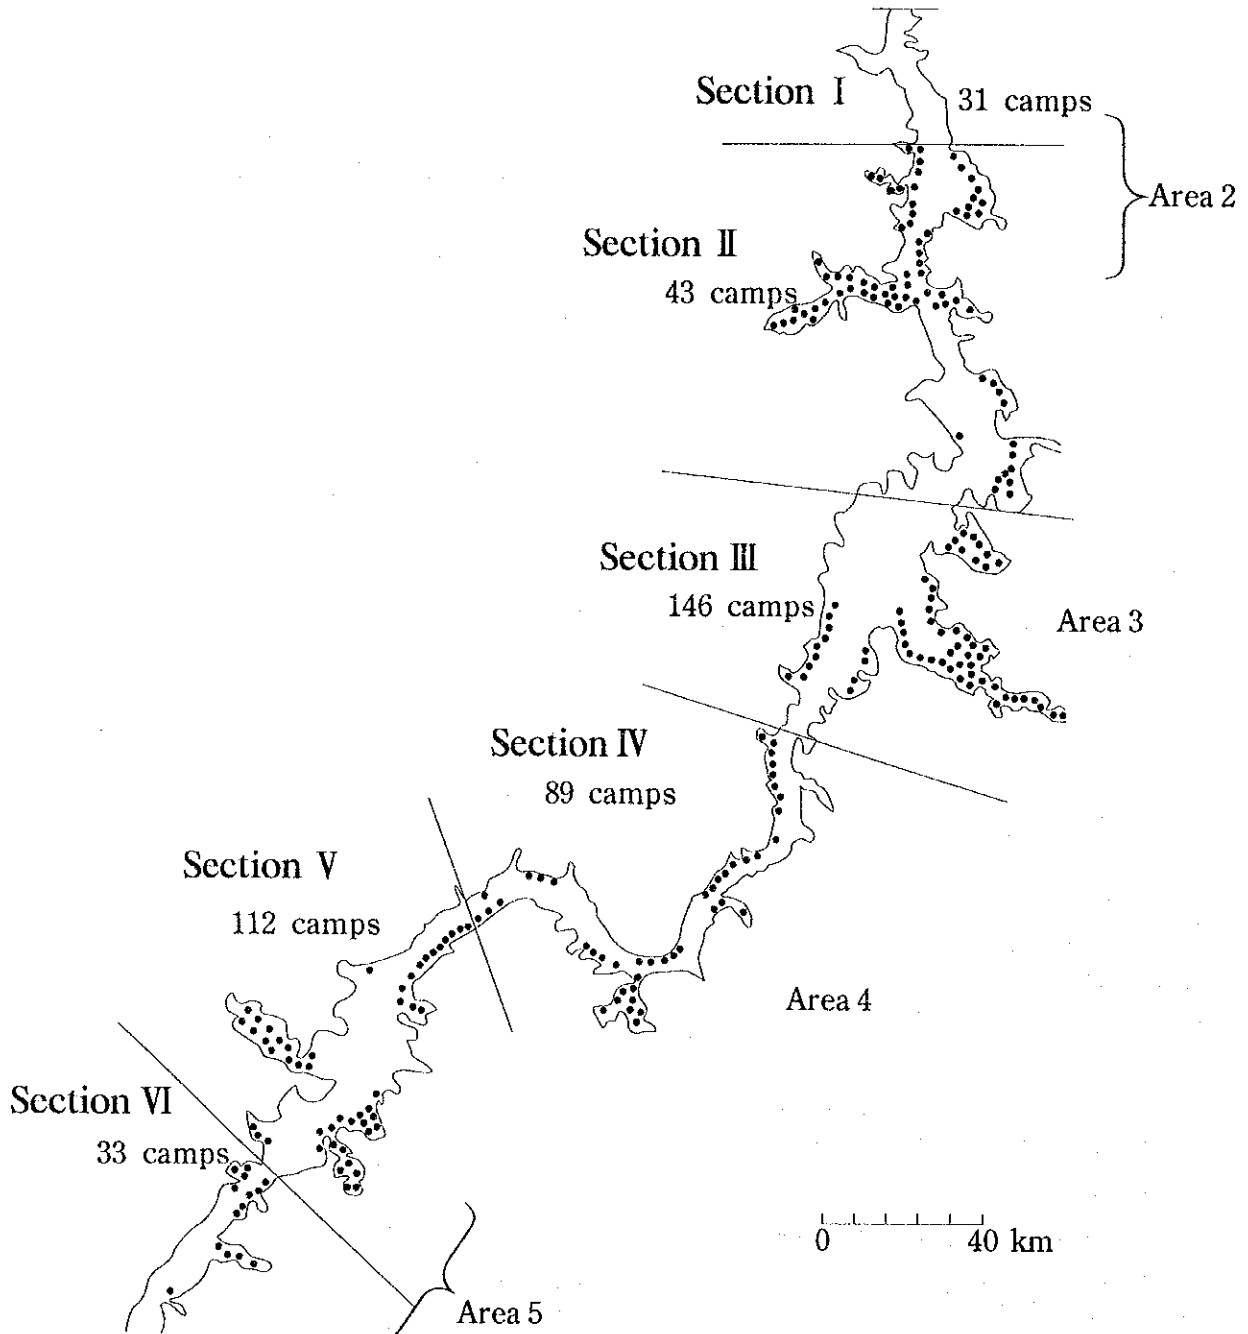 Section Ⅰ
31 camps
Area 2
Section Ⅱ
43 camps
Section Ⅲ
146 camps
Area 3
Section Ⅳ
89 camps
Section Ⅴ
112 camps
Area 4
Section Ⅵ
33 camps
0 40 km
Area 5